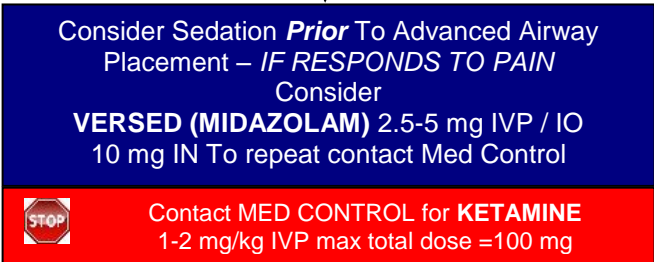 Consider Sedation Prior To Advanced Airway
Placement – IF RESPONDS TO PAIN
Consider
VERSED (MIDAZOLAM) 2.5-5 mg IVP / IO
10 mg IN To repeat contact Med Control
STOP
Contact MED CONTROL for KETAMINE
1-2 mg/kg IVP max total dose =100 mg